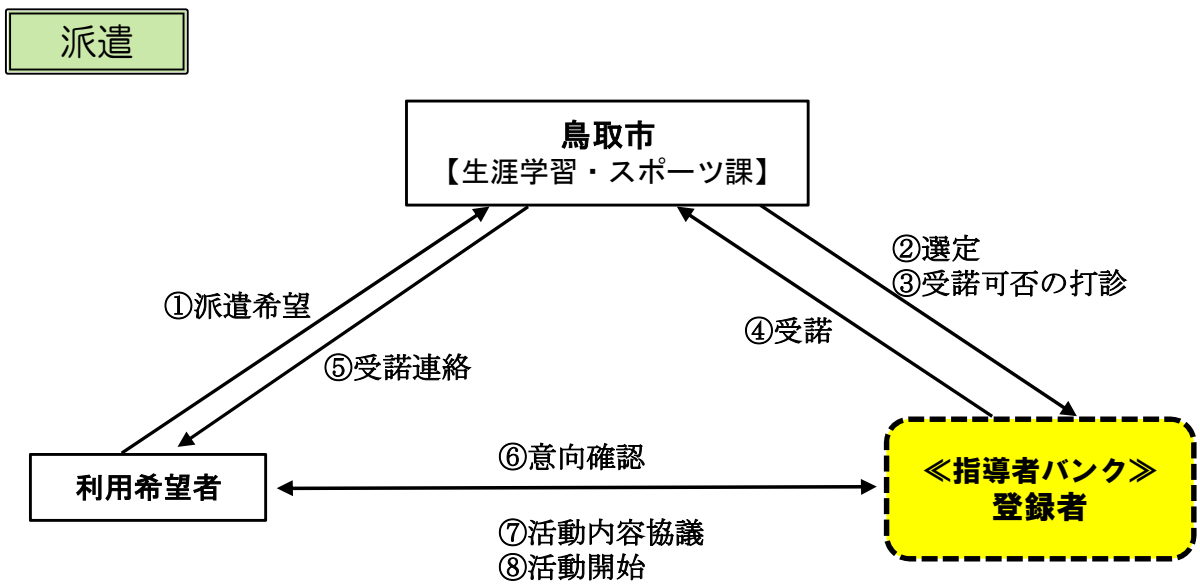 派遣
鳥取市
【生涯学習・スポーツ課】
②選定
③受諾可否の打診
①派遣希望
④受諾
⑤受諾連絡
⑥意向確認
利用希望者
≪指導者バンク≫
登録者
⑦活動内容協議
⑧活動開始